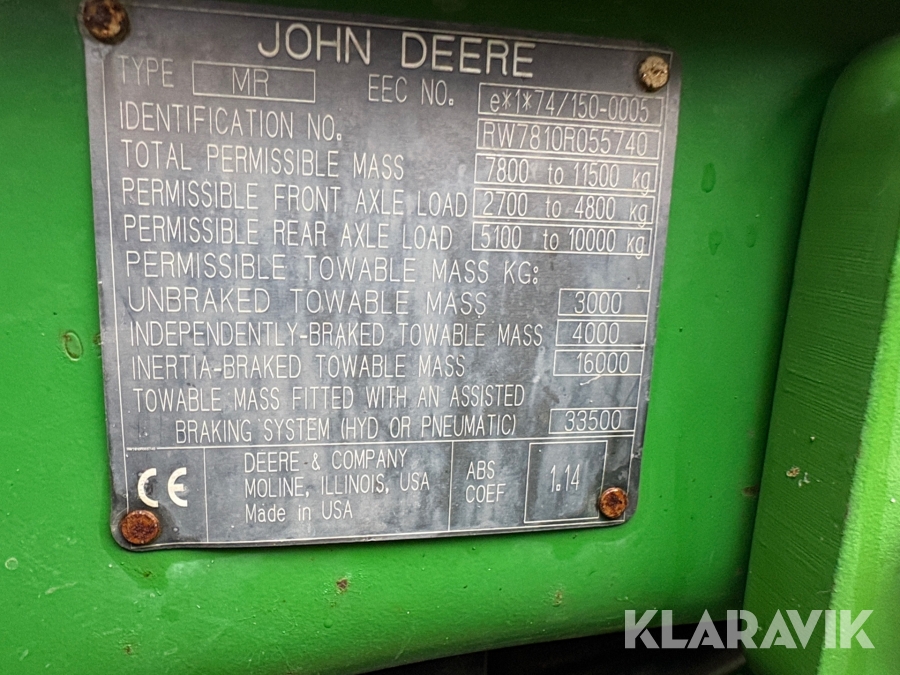 JOHN DEERE
TYPE MR EEC NO. e*1*74/150-0005
IDENTIFICATION NO. RW7810R055740
TOTAL PERMISSIBLE MASS 7800 to 11500 kg
PERMISSIBLE FRONT AXLE LOAD 2700 to 4800 kg
PERMISSIBLE REAR AXLE LOAD 5100 to 10000 kg
PERMISSIBLE TOWABLE MASS KG:
UNBRAKED TOWABLE MASS 3000
INDEPENDENTLY-BRAKED TOWABLE MASS 4000
INERTIA-BRAKED TOWABLE MASS 16000
TOWABLE MASS FITTED WITH AN ASSISTED
BRAKING SYSTEM (HYD OR PNEUMATIC) 33500
CE
DEERE & COMPANY
MOLINE, ILLINOIS, USA
Made in USA
ABS
COEF
1.14
KLARAVIK